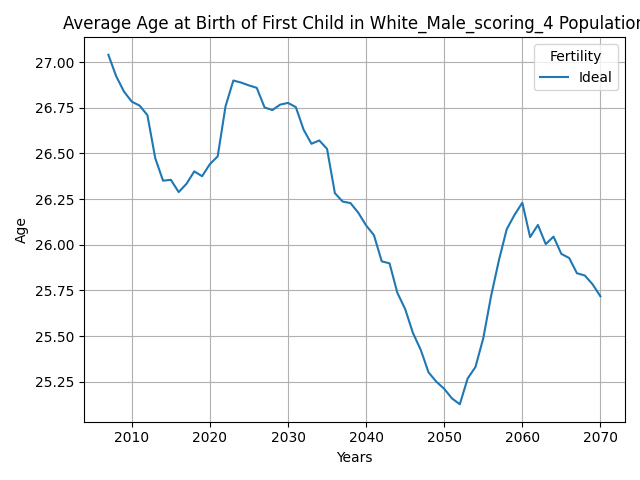 Average Age at Birth of First Child in White_Male_scoring_4 Population
Fertility
Ideal
27.00
26.75
26.50
26.25
26.00
25.75
25.50
25.25
Age
2010 2020 2030 2040 2050 2060 2070
Years